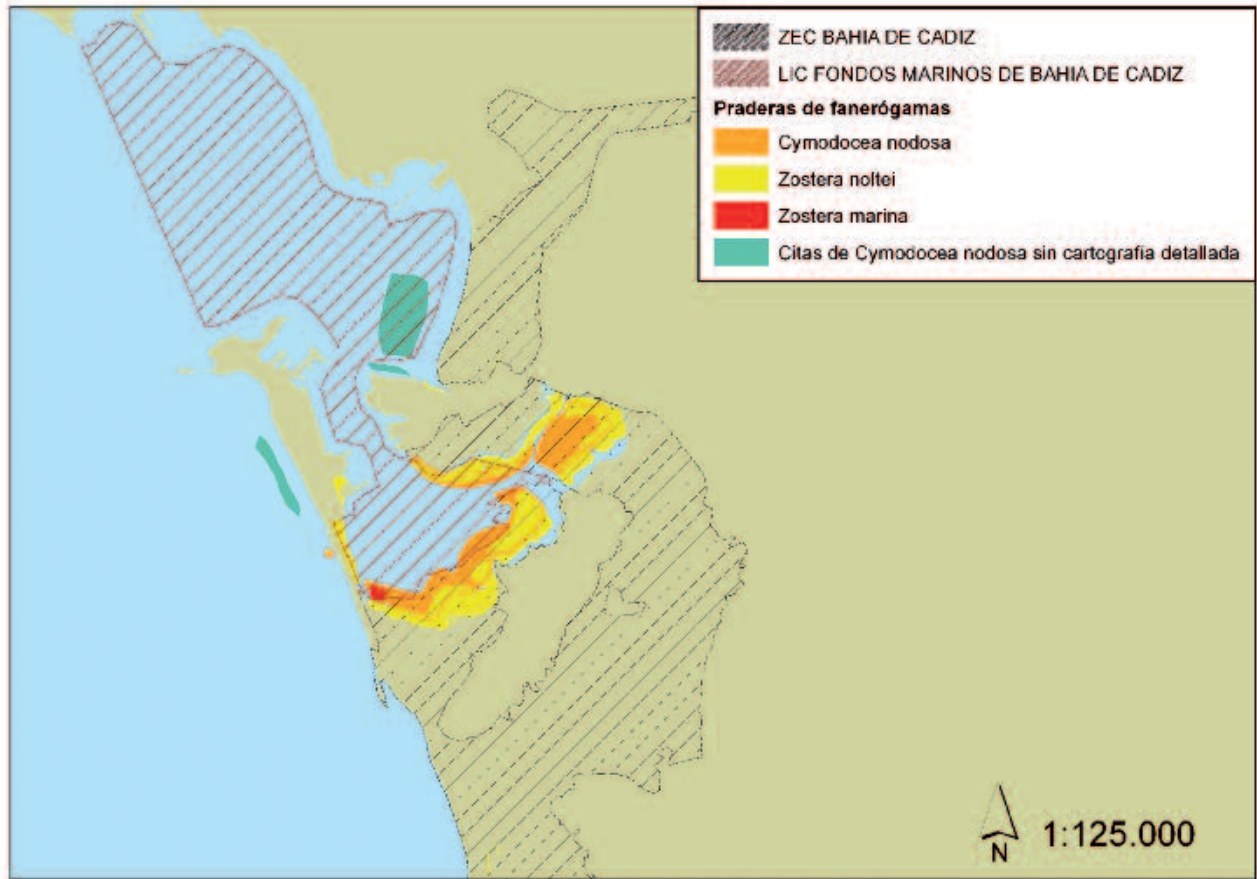 ZEC BAHIA DE CADIZ
LIC FONDOS MARINOS DE BAHIA DE CADIZ
Praderas de fanerógamas
Cymodocea nodosa
Zostera noltei
Zostera marina
Citas de Cymodocea nodosa sin cartografía detallada
N
1:125.000